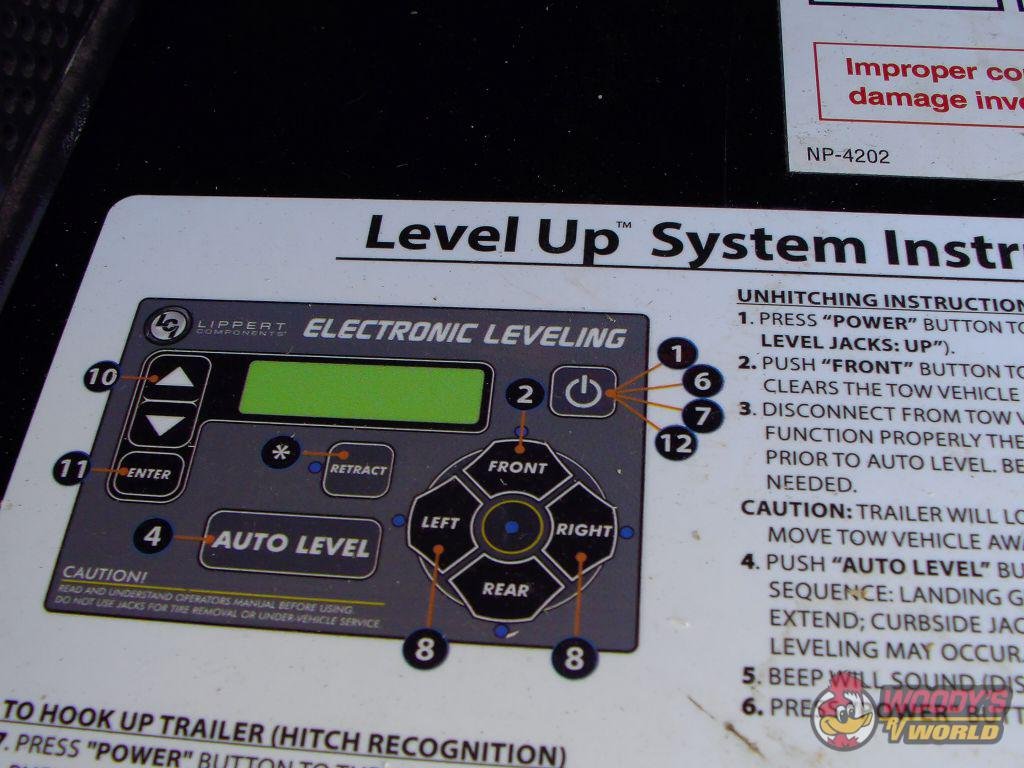 Improper
damage
NP-4202
Level Up™ System
LCI LIPPERT COMPONENTS® ELECTRONIC LEVELING
10
ENTER
11
*
RETRACT
4
AUTO LEVEL
2
FRONT
LEFT
RIGHT
REAR
8
8
1
6
7
12
CAUTION!
READ AND UNDERSTAND OPERATORS MANUAL BEFORE USING.
DO NOT USE JACKS FOR TIRE REMOVAL OR UNDER-VEHICLE SERVICE.
UNHITCHING INSTRUCTION
1. PRESS "POWER" BUTTON TO
LEVEL JACKS: UP").
2. PUSH "FRONT" BUTTON TO
CLEARS THE TOW VEHICLE
3. DISCONNECT FROM TOW V
FUNCTION PROPERLY THE
PRIOR TO AUTO LEVEL. BE
NEEDED.
CAUTION: TRAILER WILL LO
MOVE TOW VEHICLE AW
4. PUSH "AUTO LEVEL" BU
SEQUENCE: LANDING G
EXTEND; CURBSIDE JAC
LEVELING MAY OCCUR.
5. BEEP WILL SOUND (DIS
6. PRESS "POWER" BUTT
TO HOOK UP TRAILER (HITCH RECOGNITION)
7. PRESS "POWER" BUTTON TO
WOODY'S
RV WORLD